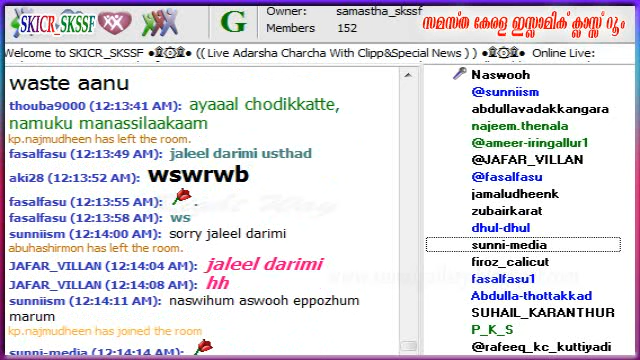 SKICR_SKSSF
G
Owner: samastha_skssf
Members 152
സമസ്ത കേരള ഇസ്ലാമിക് ക്ലാസ്സ് റൂം
Welcome to SKICR_SKSSF ●۩۞۩● (( Live Adarsha Charcha With Clipp&Special News ) ) ●۩۞۩● Online Live:
waste aanu
thouba9000 (12:13:41 AM): ayaaal chodikkatte,
namuku manassilaakaam
kp.najmudheen has left the room.
fasalfasu (12:13:49 AM): jaleel darimi usthad
aki28 (12:13:52 AM): wswrwb
fasalfasu (12:13:55 AM):
fasalfasu (12:13:58 AM): ws
sunniism (12:14:00 AM): sorry jaleel darimi
abuhashirmon has left the room.
JAFAR_VILLAN (12:14:04 AM): jaleel darimi
JAFAR_VILLAN (12:14:08 AM): hh
sunniism (12:14:11 AM): naswihum aswooh eppozhum
marum
kp.najmudheen has joined the room
sunni-media (12:14:14 AM):
Naswooh
@sunniism
abdullavadakkangara
najeem.thenala
@ameer-iringallur1
@JAFAR_VILLAN
@fasalfasu
jamaludheenk
zubairkarat
dhul-dhul
sunni-media
firoz_calicut
fasalfasu1
Abdulla-thottakkad
SUHAIL_KARANTHUR
P_K_S
@rafeeq_kc_kuttiyadi